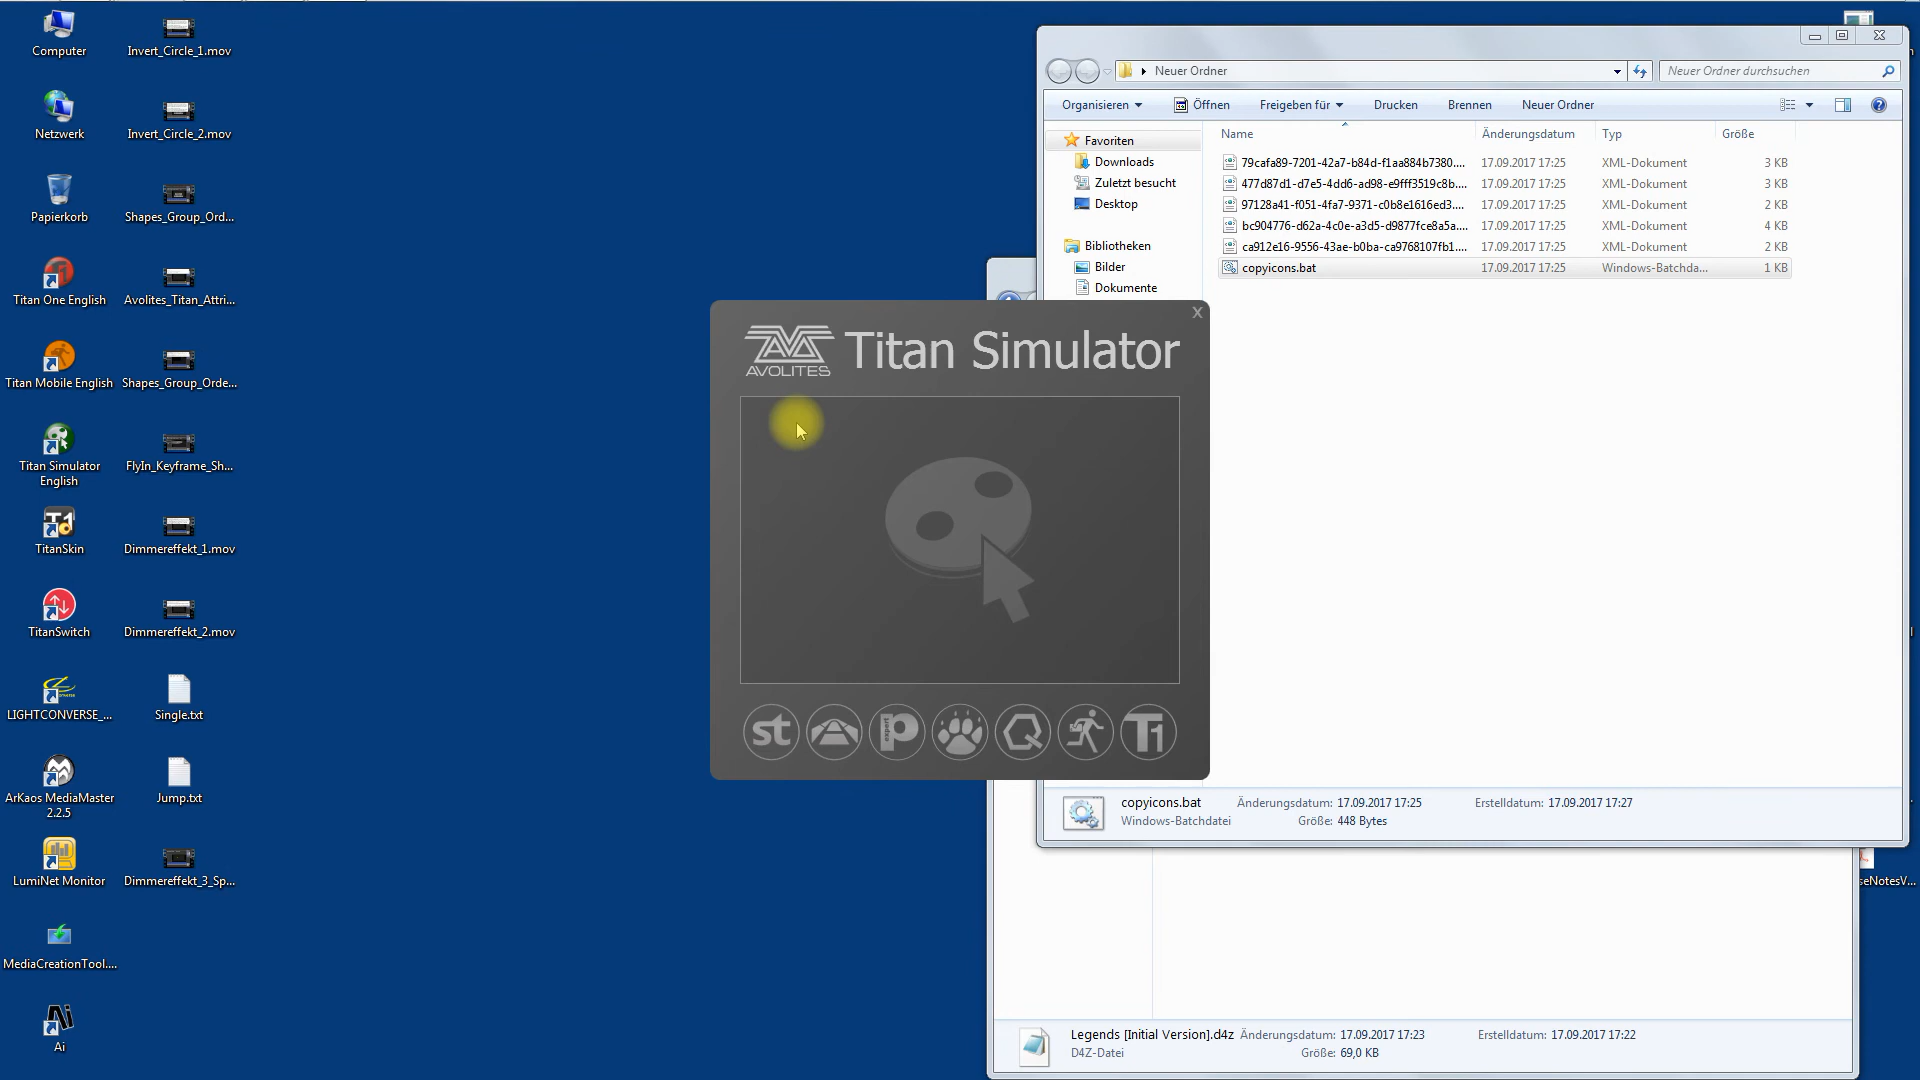 Computer
Invert_Circle_1.mov
Netzwerk
Invert_Circle_2.mov
Papierkorb
Shapes_Group_Ord...
Titan One English
Avolites_Titan_Attri...
Titan Mobile English
Shapes_Group_Orde...
Titan Simulator
English
FlyIn_Keyframe_Sh...
TitanSkin
Dimmereffekt_1.mov
TitanSwitch
Dimmereffekt_2.mov
LIGHTCONVERSE_...
Single.txt
ArKaos MediaMaster
2.2.5
Jump.txt
LumiNet Monitor
Dimmereffekt_3_Sp...
MediaCreationTool....
Ai
Neuer Ordner
Neuer Ordner durchsuchen
Organisieren Öffnen Freigeben für Drucken Brennen Neuer Ordner
Favoriten
Downloads
Zuletzt besucht
Desktop
Bibliotheken
Bilder
Dokumente
Name Änderungsdatum Typ Größe
79cafa89-7201-42a7-b84d-f1aa884b7380.... 17.09.2017 17:25 XML-Dokument 3 KB
477d87d1-d7e5-4dd6-ad98-e9fff3519c8b.... 17.09.2017 17:25 XML-Dokument 3 KB
97128a41-f051-4fa7-9371-c0b8e1616ed3.... 17.09.2017 17:25 XML-Dokument 2 KB
bc904776-d62a-4c0e-a3d5-d9877fce8a5a.... 17.09.2017 17:25 XML-Dokument 4 KB
ca912e16-9556-43ae-b0ba-ca9768107fb1.... 17.09.2017 17:25 XML-Dokument 2 KB
copyicons.bat 17.09.2017 17:25 Windows-Batchda... 1 KB
X
AVOLITES
Titan Simulator
st expert p Q T1
copyicons.bat Änderungsdatum: 17.09.2017 17:25 Erstelldatum: 17.09.2017 17:27
Windows-Batchdatei Größe: 448 Bytes
seNotesV...
Legends [Initial Version].d4z Änderungsdatum: 17.09.2017 17:23 Erstelldatum: 17.09.2017 17:22
D4Z-Datei Größe: 69,0 KB